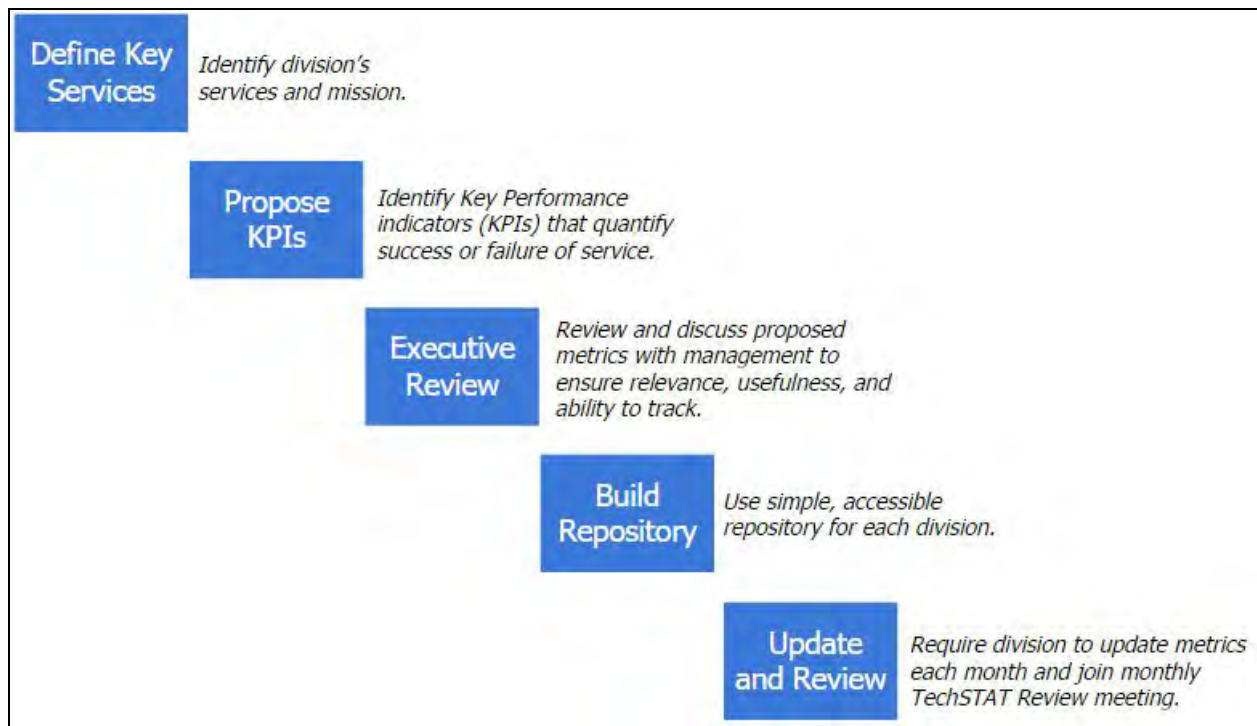 Define Key
Services
Identify division's
services and mission.
Propose
KPIs
Identify Key Performance
indicators (KPIs) that quantify
success or failure of service.
Executive
Review
Review and discuss proposed
metrics with management to
ensure relevance, usefulness, and
ability to track.
Build
Repository
Use simple, accessible
repository for each division.
Update
and Review
Require division to update metrics
each month and join monthly
TechSTAT Review meeting.